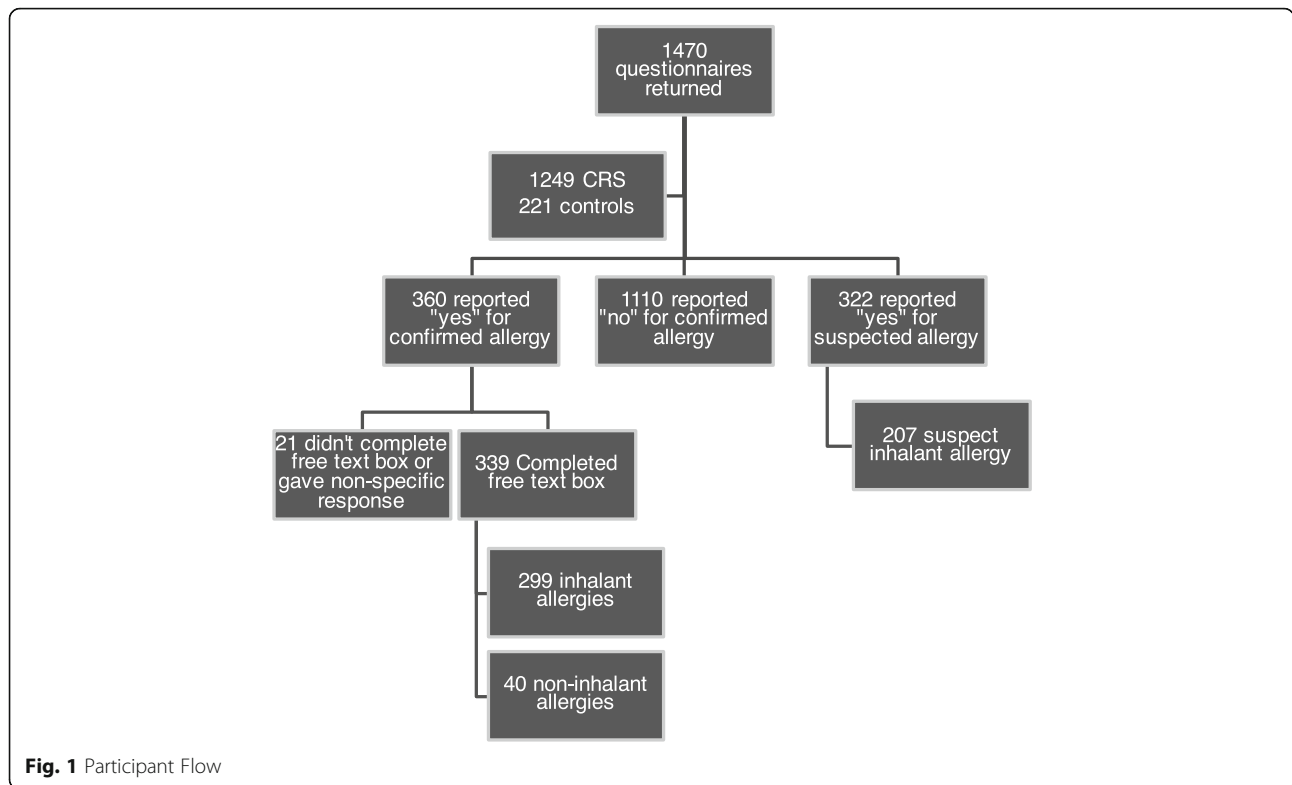 1470
questionnaires
returned
1249 CRS
221 controls
360 reported
"yes" for
confirmed allergy
1110 reported
"no" for confirmed
allergy
322 reported
"yes" for
suspected allergy
21 didn't complete
free text box or
gave non-specific
response
339 Completed
free text box
207 suspect
inhalant allergy
299 inhalant
allergies
40 non-inhalant
allergies
Fig. 1 Participant Flow